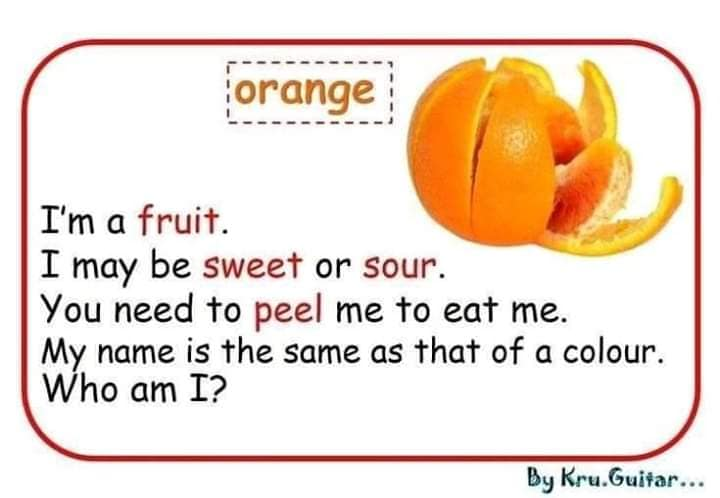 orange
I'm a fruit.
I may be sweet or sour.
You need to peel me to eat me.
My name is the same as that of a colour.
Who am I?
By Kru.Guitar...